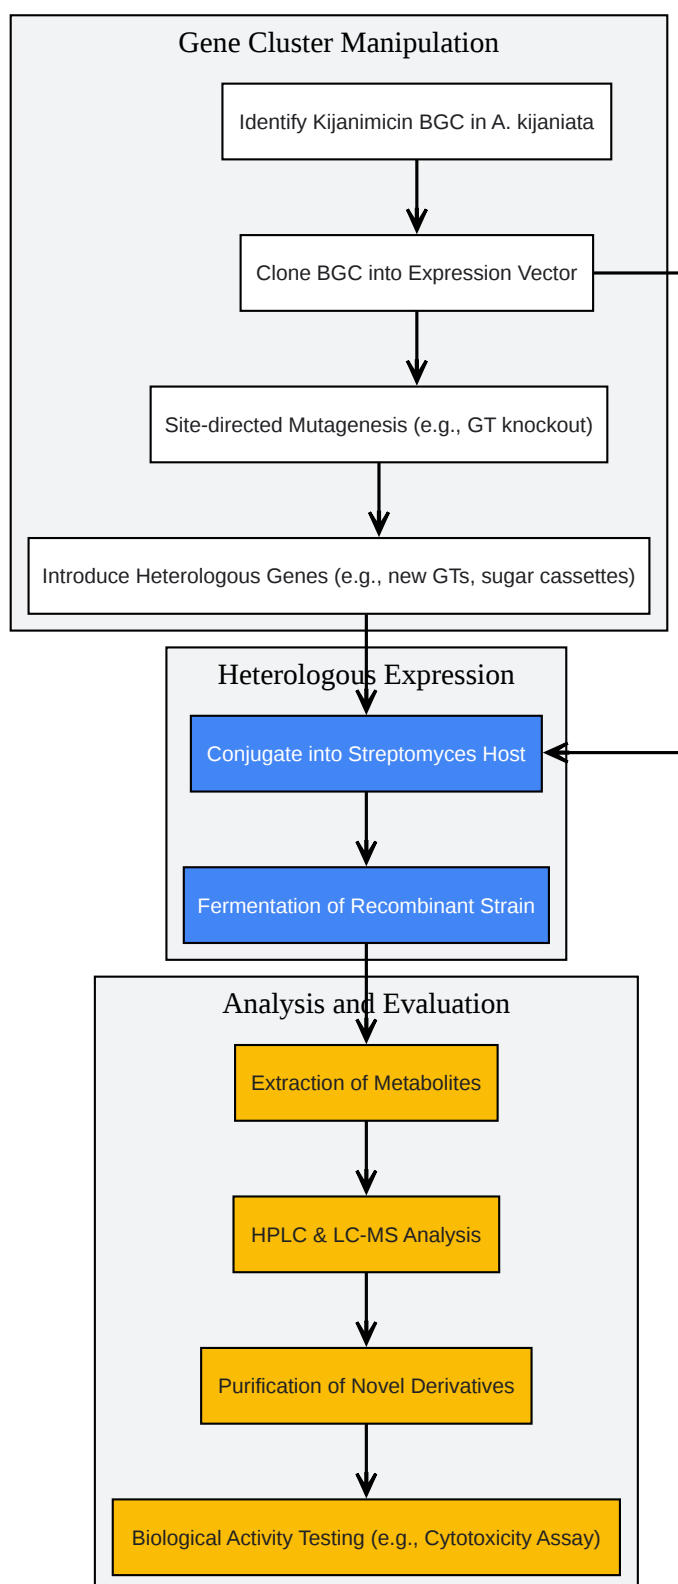 Gene Cluster Manipulation
Identify Kijanimicin BGC in A. kijaniata
Clone BGC into Expression Vector
Site-directed Mutagenesis (e.g., GT knockout)
Introduce Heterologous Genes (e.g., new GTs, sugar cassettes)
Heterologous Expression
Conjugate into Streptomyces Host
Fermentation of Recombinant Strain
Analysis and Evaluation
Extraction of Metabolites
HPLC & LC-MS Analysis
Purification of Novel Derivatives
Biological Activity Testing (e.g., Cytotoxicity Assay)